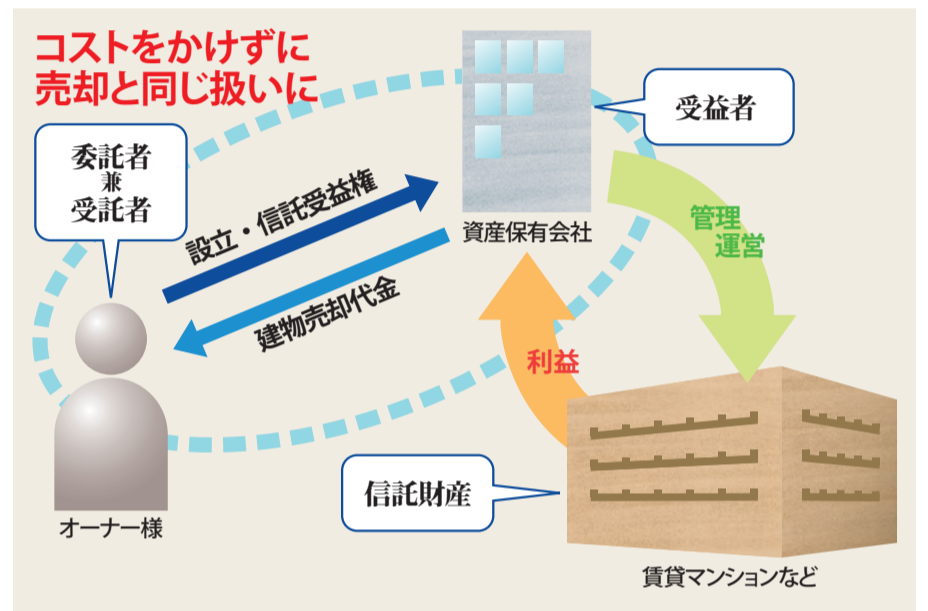 コストをかけずに
売却と同じ扱いに
委託者
兼
受託者
受益者
設立・信託受益権
資産保有会社
管理
運営
建物売却代金
利益
信託財産
オーナー様
賃貸マンションなど